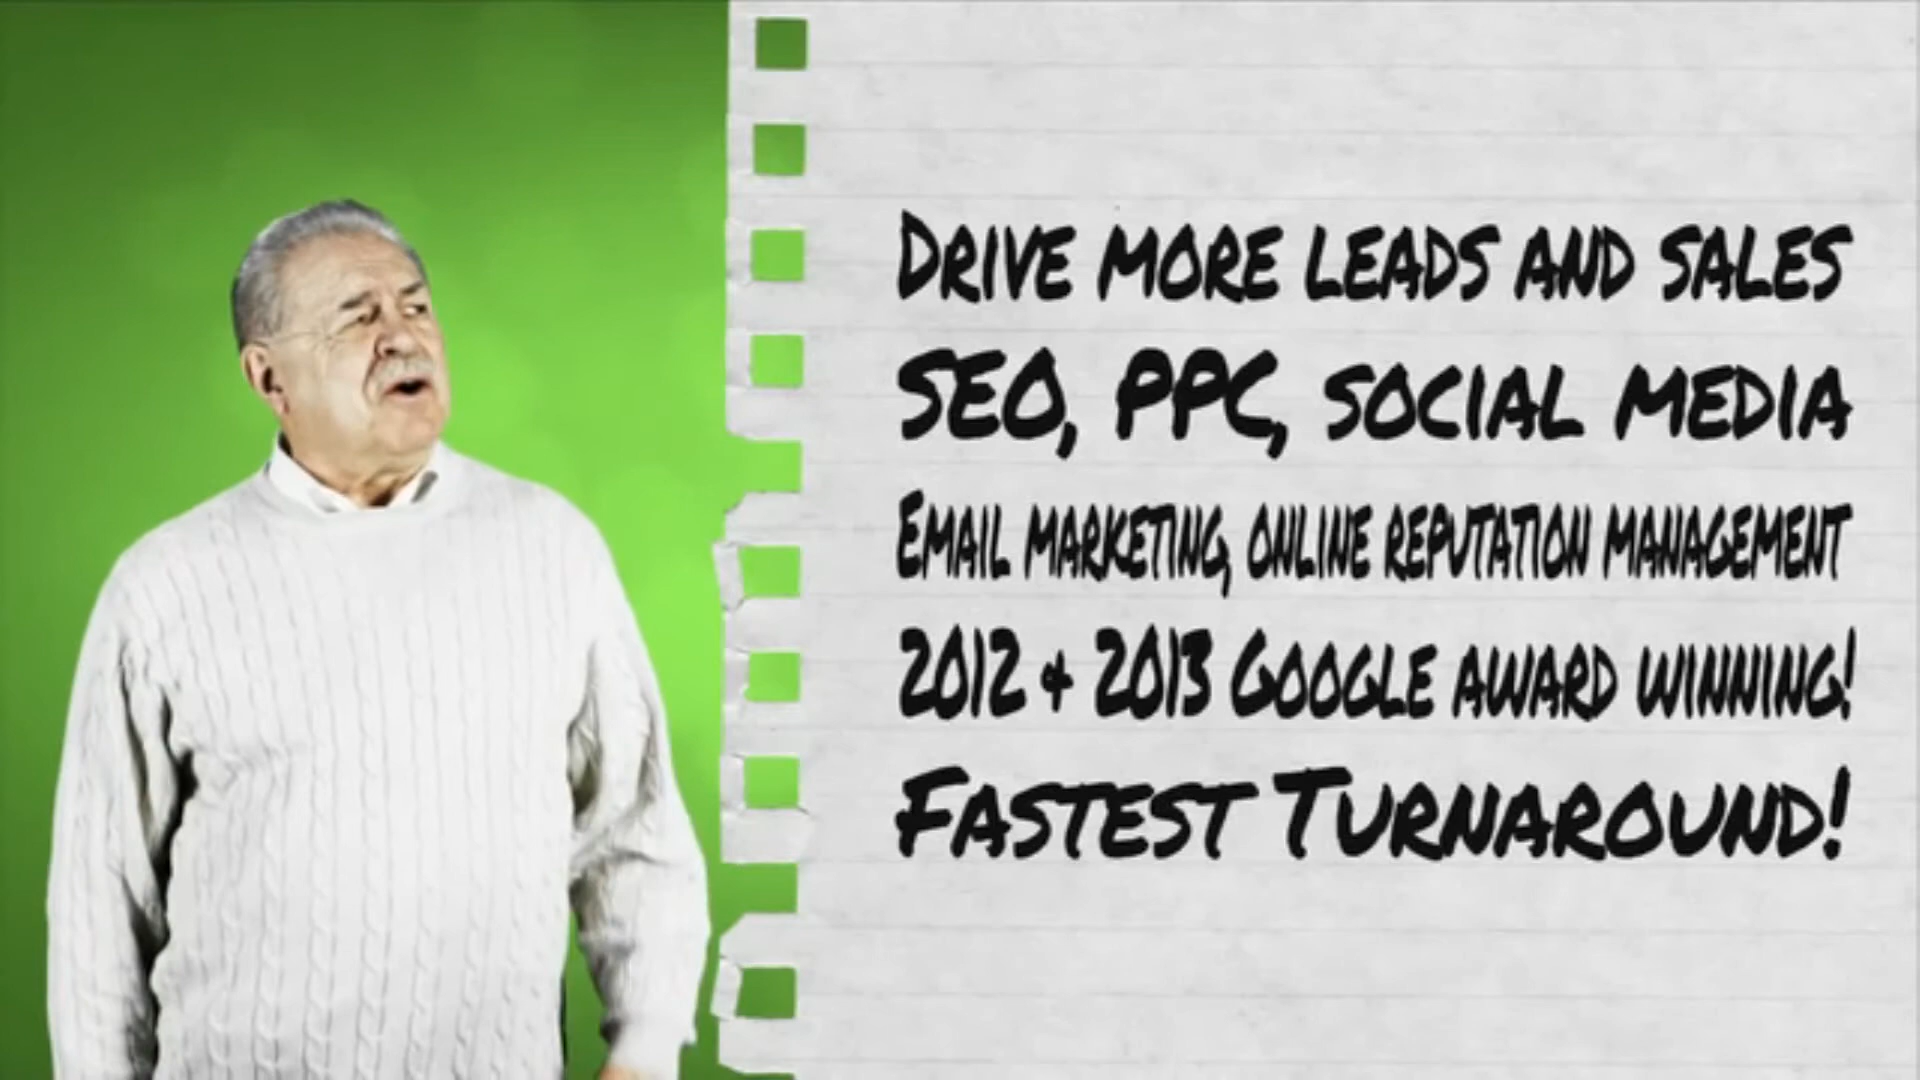 Drive more leads and sales
SEO, PPC, social media
Email marketing, online reputation management
2012 & 2013 Google award winning!
Fastest Turnaround!